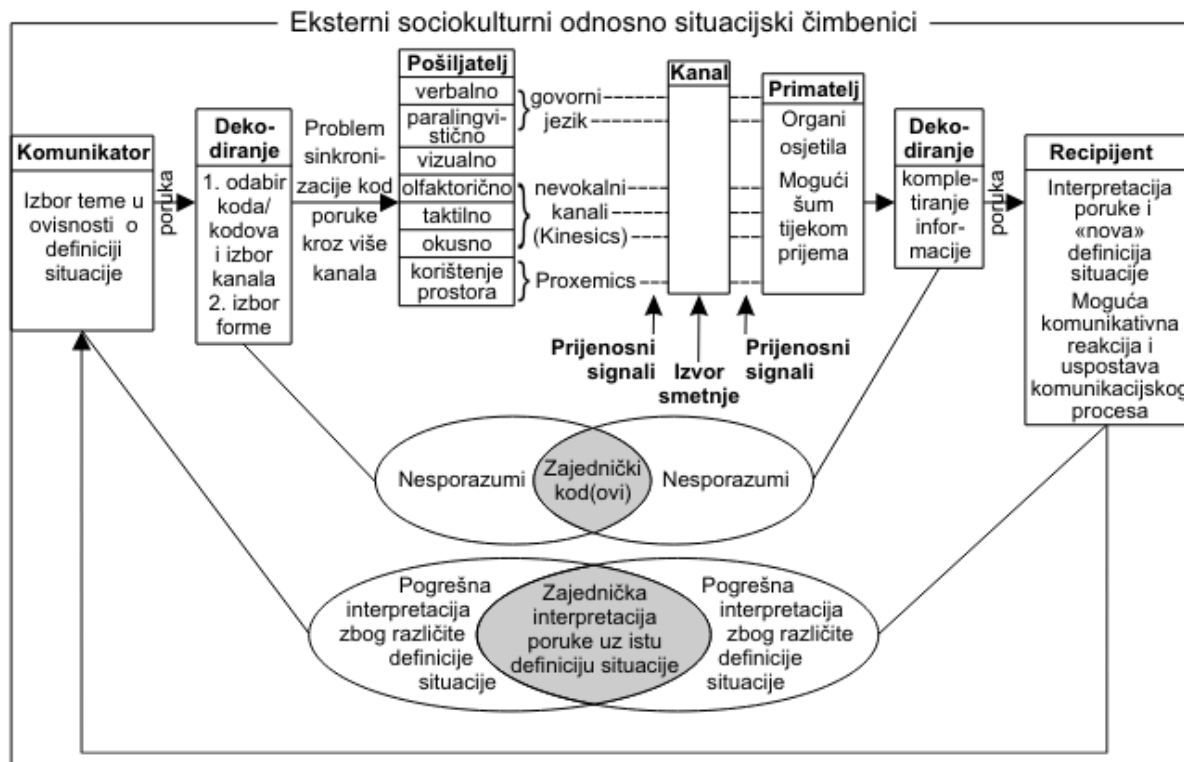 Eksterni sociokulturni odnosno situacijski čimbenici
Komunikator
Izbor teme u
ovisnosti o
definiciji
situacije
poruka
Deko-
diranje
1. odabir
koda/
kodova
i izbor
kanala
2. izbor
forme
Problem
sinkroni-
zacije kod
poruke
kroz više
kanala
Pošiljatelj
verbalno
paralingvi-
stično
vizualno
olfaktorično
taktilno
okusno
korištenje
prostora
govorni
jezik
nevokalni
kanali
(Kinesics)
Proxemics
Kanal
Prijenosni
signali
Izvor
smetnje
Prijenosni
signali
Primatelj
Organi
osjetila
Mogući
šum
tijekom
prijema
Deko-
diranje
komple-
tiranje
infor-
macije
poruka
Recipijent
Interpretacija
poruke i
«nova»
definicija
situacije
Moguća
komunikativna
reakcija i
uspostava
komunikacijskog
procesa
Nesporazumi
Zajednički
kod(ovi)
Nesporazumi
Pogrešna
interpretacija
zbog različite
definicije
situacije
Zajednička
interpretacija
poruke uz istu
definiciju situacije
Pogrešna
interpretacija
zbog različite
definicije
situacije